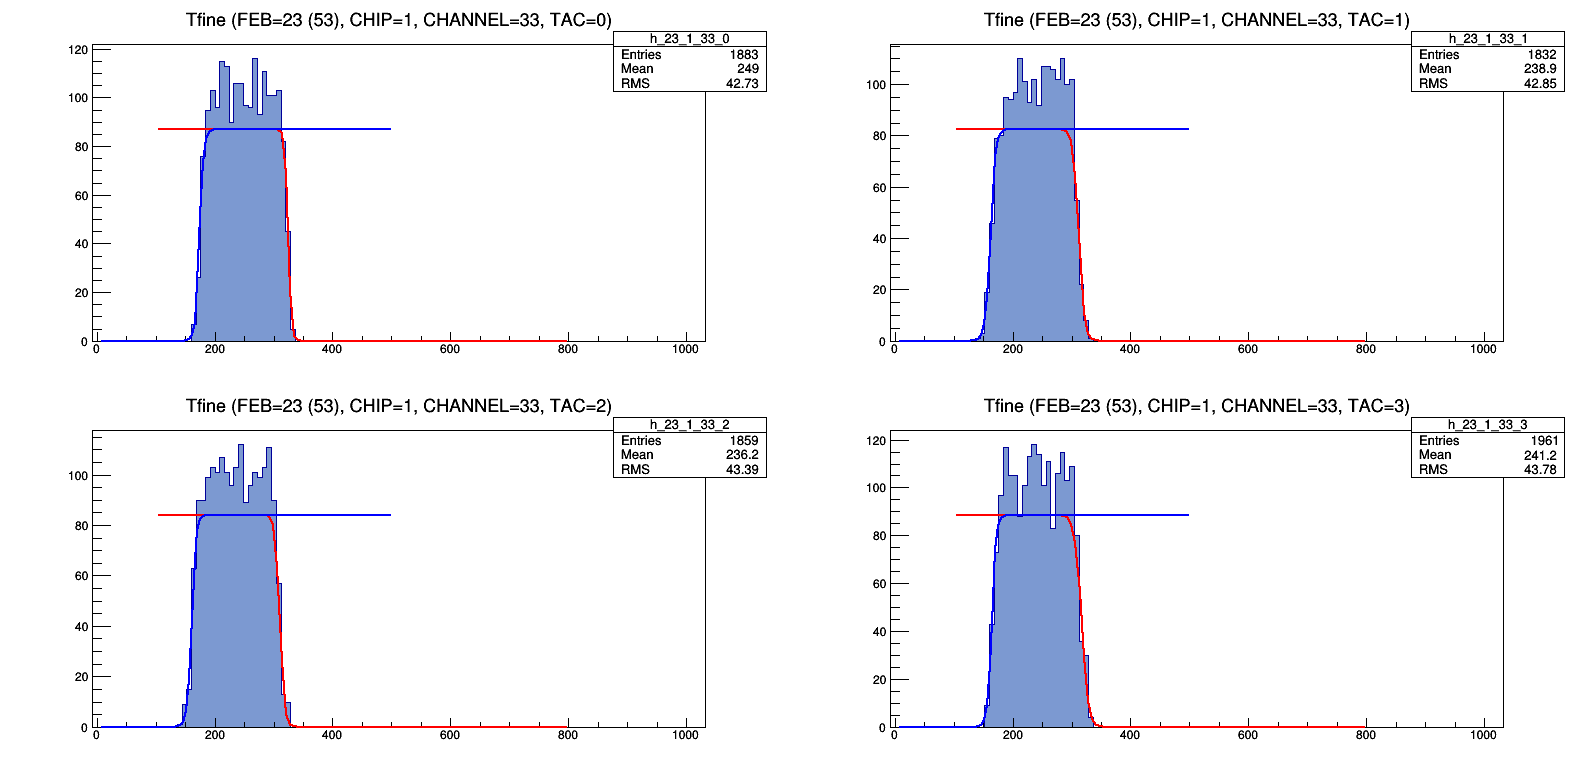 Tfine (FEB=23 (53), CHIP=1, CHANNEL=33, TAC=0)
h_23_1_33_0
Entries 1883
Mean 249
RMS 42.73
120
100
80
60
40
20
0
0 200 400 600 800 1000
Tfine (FEB=23 (53), CHIP=1, CHANNEL=33, TAC=1)
h_23_1_33_1
Entries 1832
Mean 238.9
RMS 42.85
100
80
60
40
20
0
0 200 400 600 800 1000
Tfine (FEB=23 (53), CHIP=1, CHANNEL=33, TAC=2)
h_23_1_33_2
Entries 1859
Mean 236.2
RMS 43.39
100
80
60
40
20
0
0 200 400 600 800 1000
Tfine (FEB=23 (53), CHIP=1, CHANNEL=33, TAC=3)
h_23_1_33_3
Entries 1961
Mean 241.2
RMS 43.78
120
100
80
60
40
20
0
0 200 400 600 800 1000